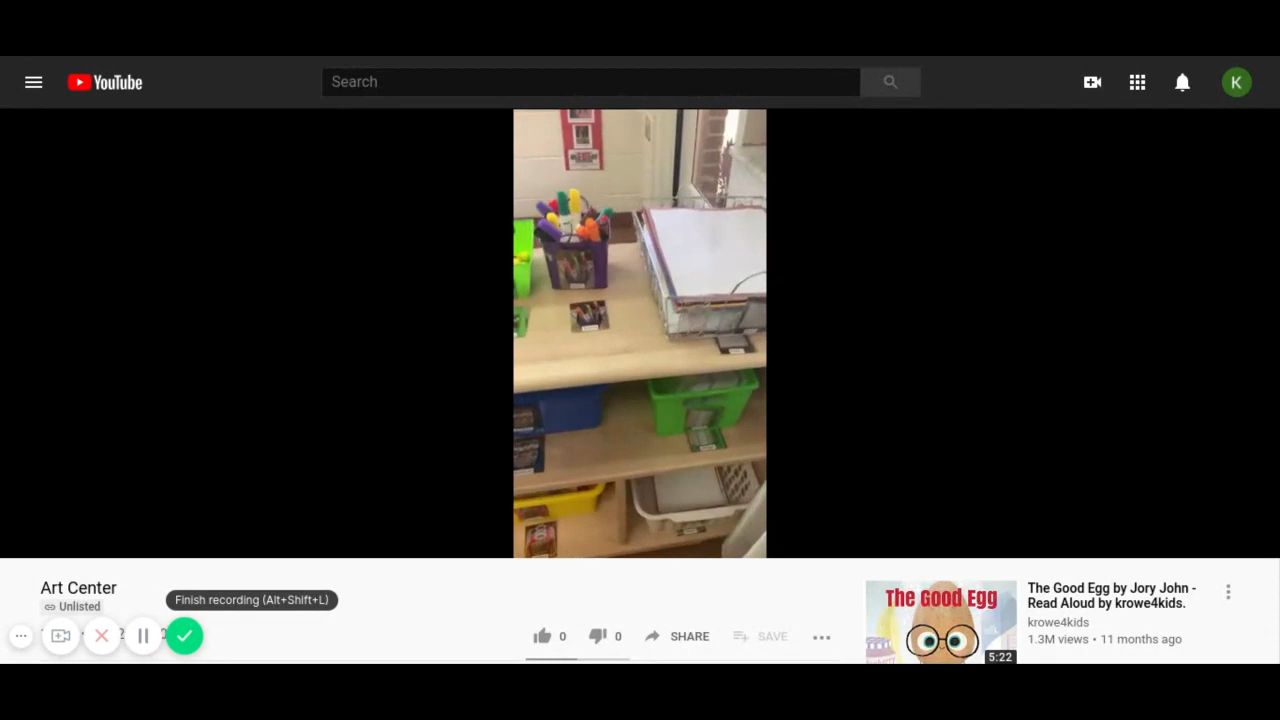 YouTube
Search
K
Art Center
Unlisted
Finish recording (Alt+Shift+L)
0
0
SHARE
SAVE
The Good Egg
5:22
The Good Egg by Jory John -
Read Aloud by krowe4kids.
krowe4kids
1.3M views • 11 months ago